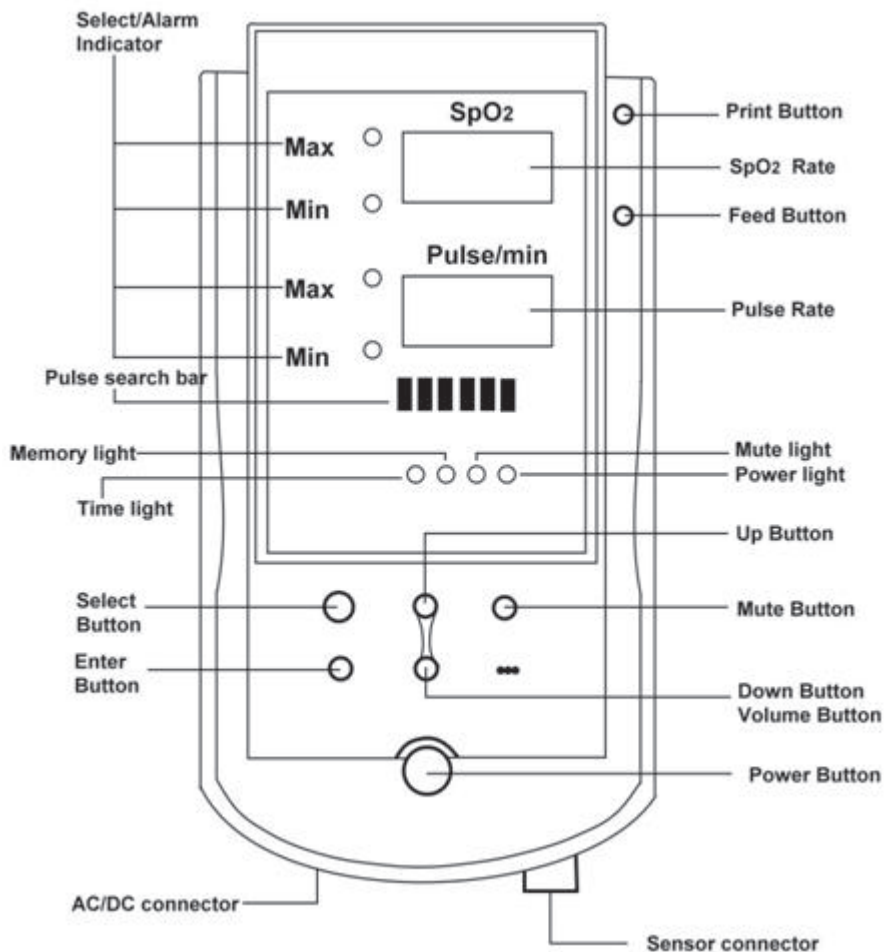 Select/Alarm
Indicator
SpO2
Print Button
Max
SpO2 Rate
Min
Feed Button
Pulse/min
Max
Pulse Rate
Min
Pulse search bar
Memory light
Mute light
Power light
Time light
Up Button
Select
Button
Mute Button
Enter
Button
Down Button
Volume Button
Power Button
AC/DC connector
Sensor connector